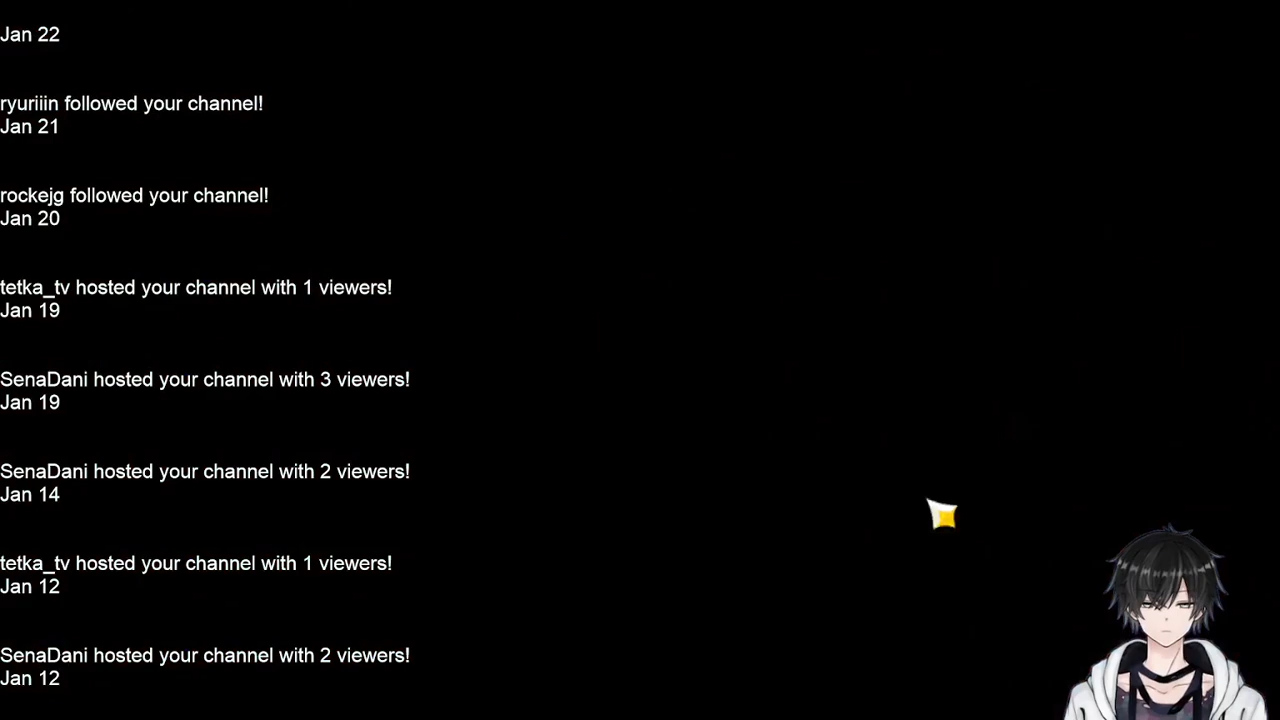 Jan 22
ryuriiin followed your channel!
Jan 21
rockejg followed your channel!
Jan 20
tetka_tv hosted your channel with 1 viewers!
Jan 19
SenaDani hosted your channel with 3 viewers!
Jan 19
SenaDani hosted your channel with 2 viewers!
Jan 14
tetka_tv hosted your channel with 1 viewers!
Jan 12
SenaDani hosted your channel with 2 viewers!
Jan 12